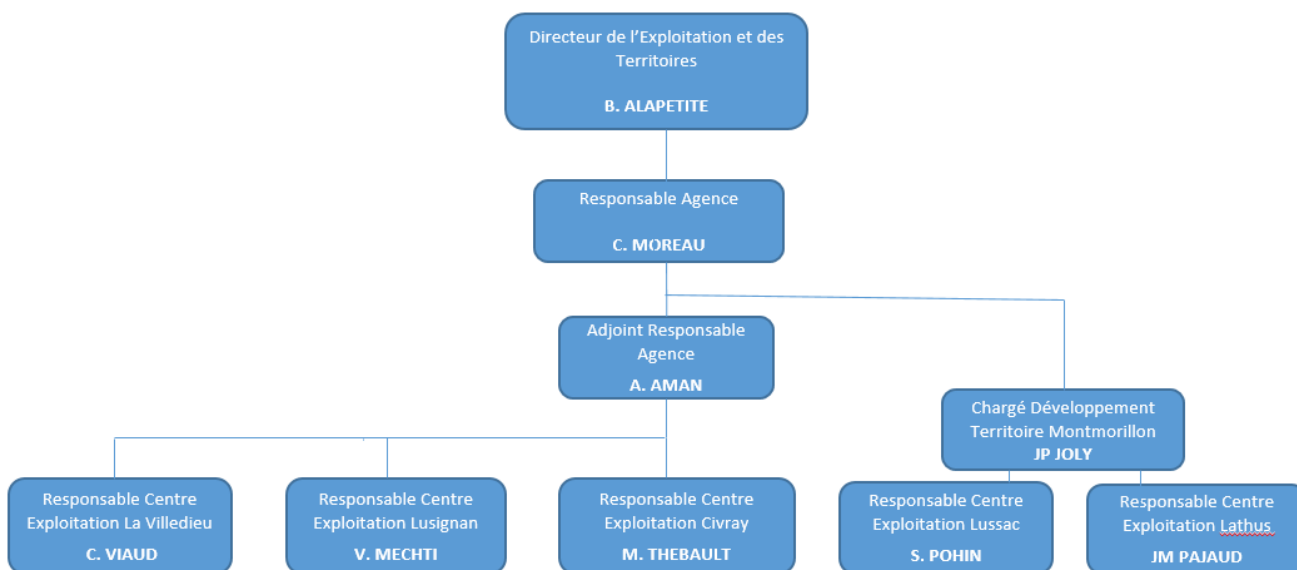 Directeur de l'Exploitation et des
Territoires
B. ALAPETITE
Responsable Agence
C. MOREAU
Adjoint Responsable
Agence
A. AMAN
Chargé Développement
Territoire Montmorillon
JP JOLY
Responsable Centre
Exploitation La Villedieu
C. VIAUD
Responsable Centre
Exploitation Lusignan
V. MECHTI
Responsable Centre
Exploitation Civray
M. THEBAULT
Responsable Centre
Exploitation Lussac
S. POHIN
Responsable Centre
Exploitation Lathus
JM PAJAUD